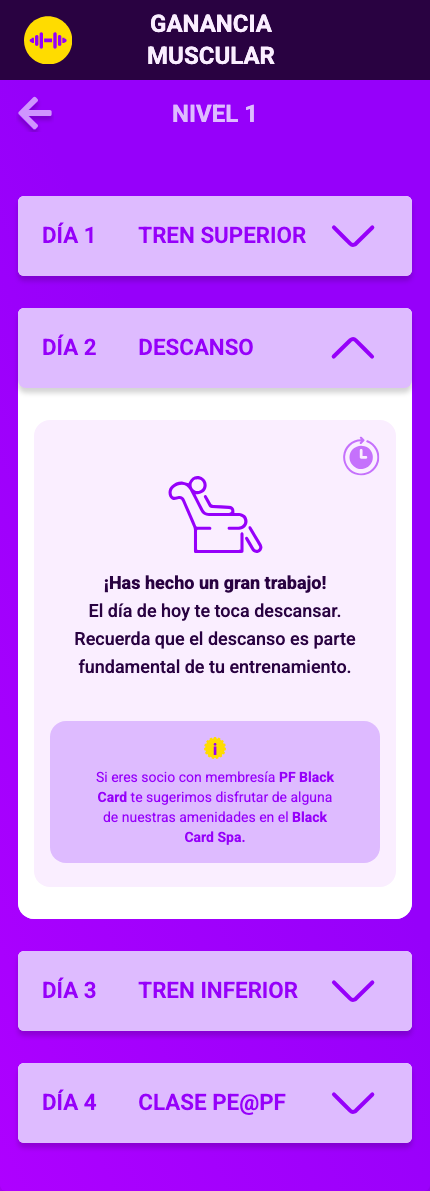 GANANCIA
MUSCULAR
NIVEL 1
DÍA 1 TREN SUPERIOR
DÍA 2 DESCANSO
¡Has hecho un gran trabajo!
El día de hoy te toca descansar.
Recuerda que el descanso es parte
fundamental de tu entrenamiento.
i
Si eres socio con membresía PF Black
Card te sugerimos disfrutar de alguna
de nuestras amenidades en el Black
Card Spa.
DÍA 3 TREN INFERIOR
DÍA 4 CLASE PE@PF